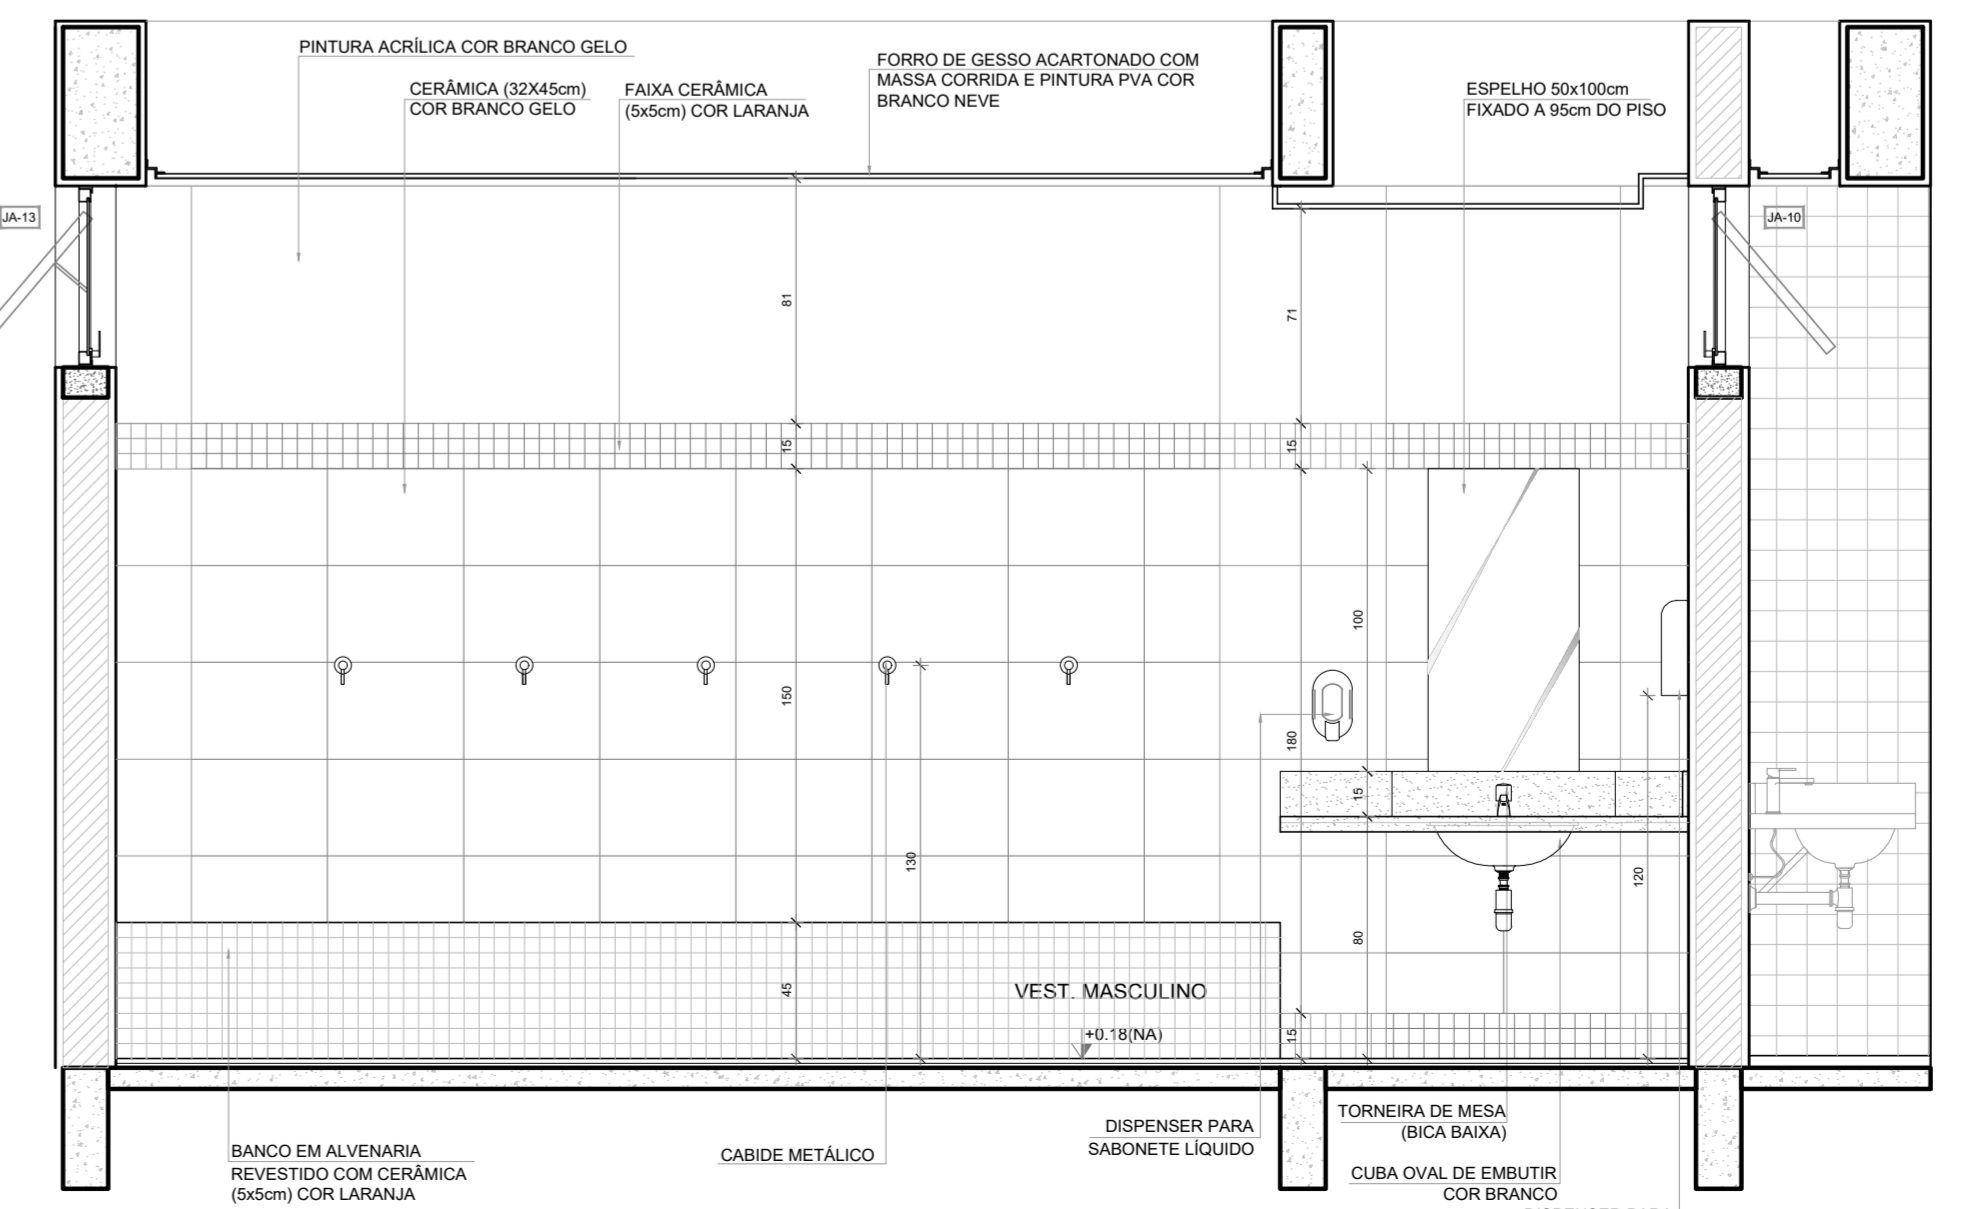 PINTURA ACRÍLICA COR BRANCO GELO
CERÂMICA (32X45cm)
COR BRANCO GELO
FAIXA CERÂMICA
(5x5cm) COR LARANJA
FORRO DE GESSO ACARTONADO COM
MASSA CORRIDA E PINTURA PVA COR
BRANCO NEVE
ESPELHO 50x100cm
FIXADO A 95cm DO PISO
JA-13
JA-10
81
71
15
15
100
150
180
15
130
120
80
45
15
VEST. MASCULINO
+0.18(NA)
BANCO EM ALVENARIA
REVESTIDO COM CERÂMICA
(5x5cm) COR LARANJA
CABIDE METÁLICO
DISPENSER PARA
SABONETE LÍQUIDO
TORNEIRA DE MESA
(BICA BAIXA)
CUBA OVAL DE EMBUTIR
COR BRANCO